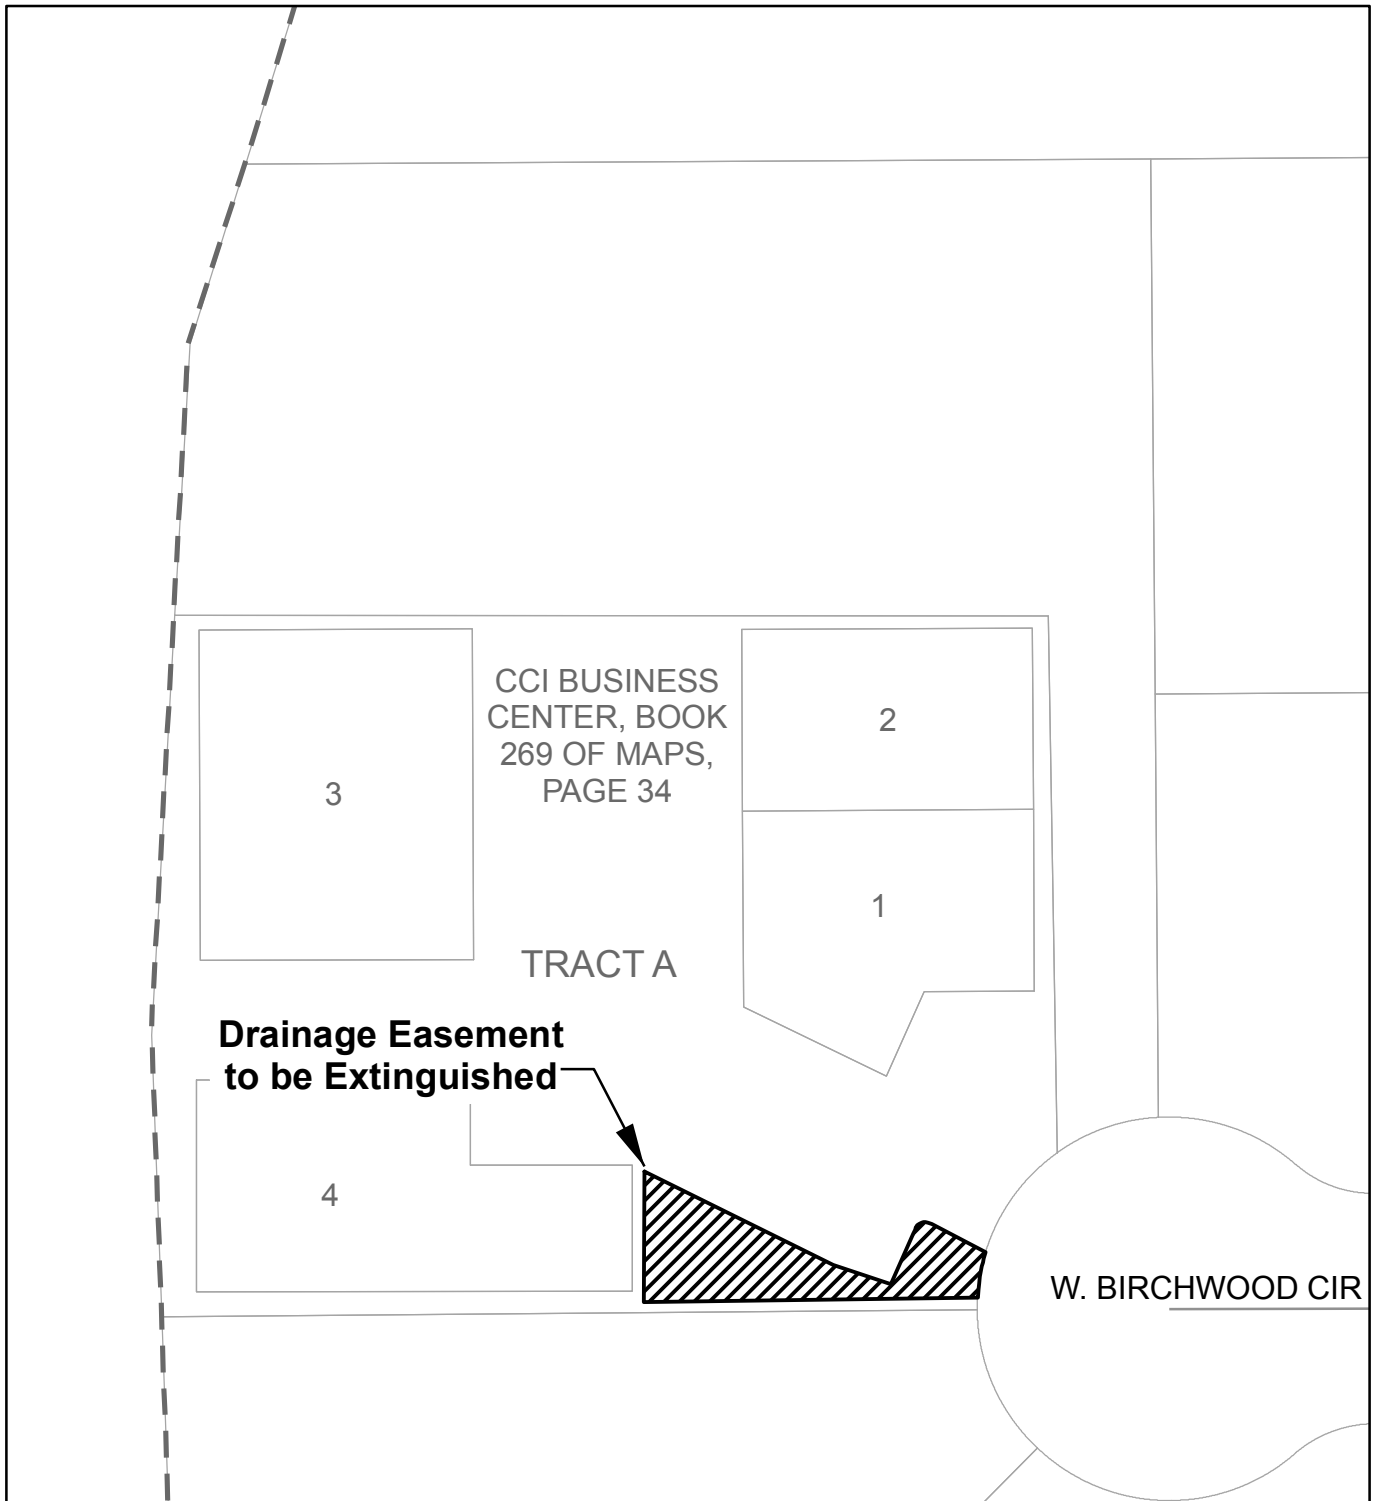 CCI BUSINESS
CENTER, BOOK
269 OF MAPS,
PAGE 34
2
3
1
TRACT A
Drainage Easement
to be Extinguished
4
W. BIRCHWOOD CIR